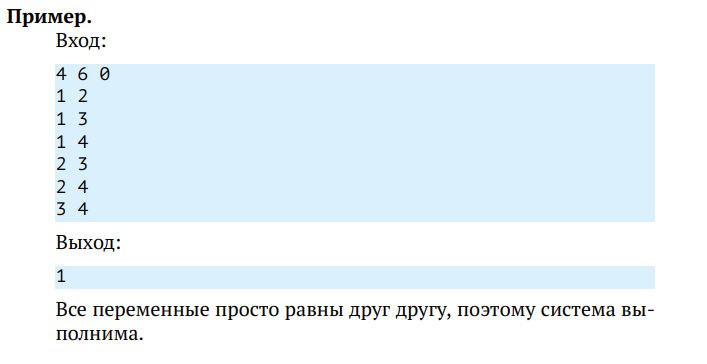 Пример.
Вход:
4 6 0
1 2
1 3
1 4
2 3
2 4
3 4
Выход:
1
Все переменные просто равны друг другу, поэтому система вы-
полнима.